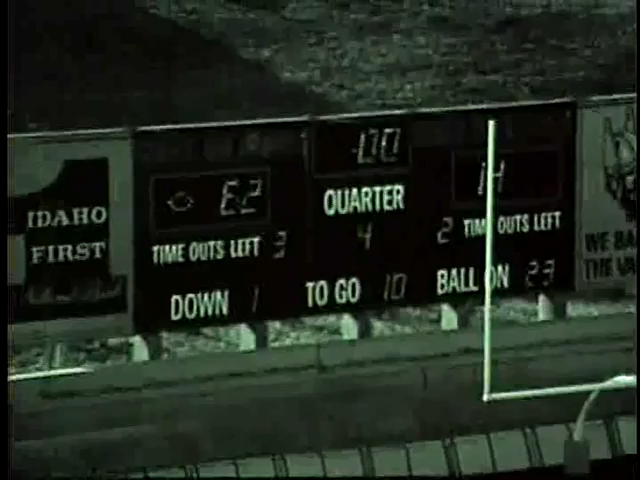 IDAHO
FIRST
:00
62
14
QUARTER
4
TIME OUTS LEFT 3
2 TIME OUTS LEFT
DOWN 1
TO GO 10
BALL ON 23
WE BA
THE VA